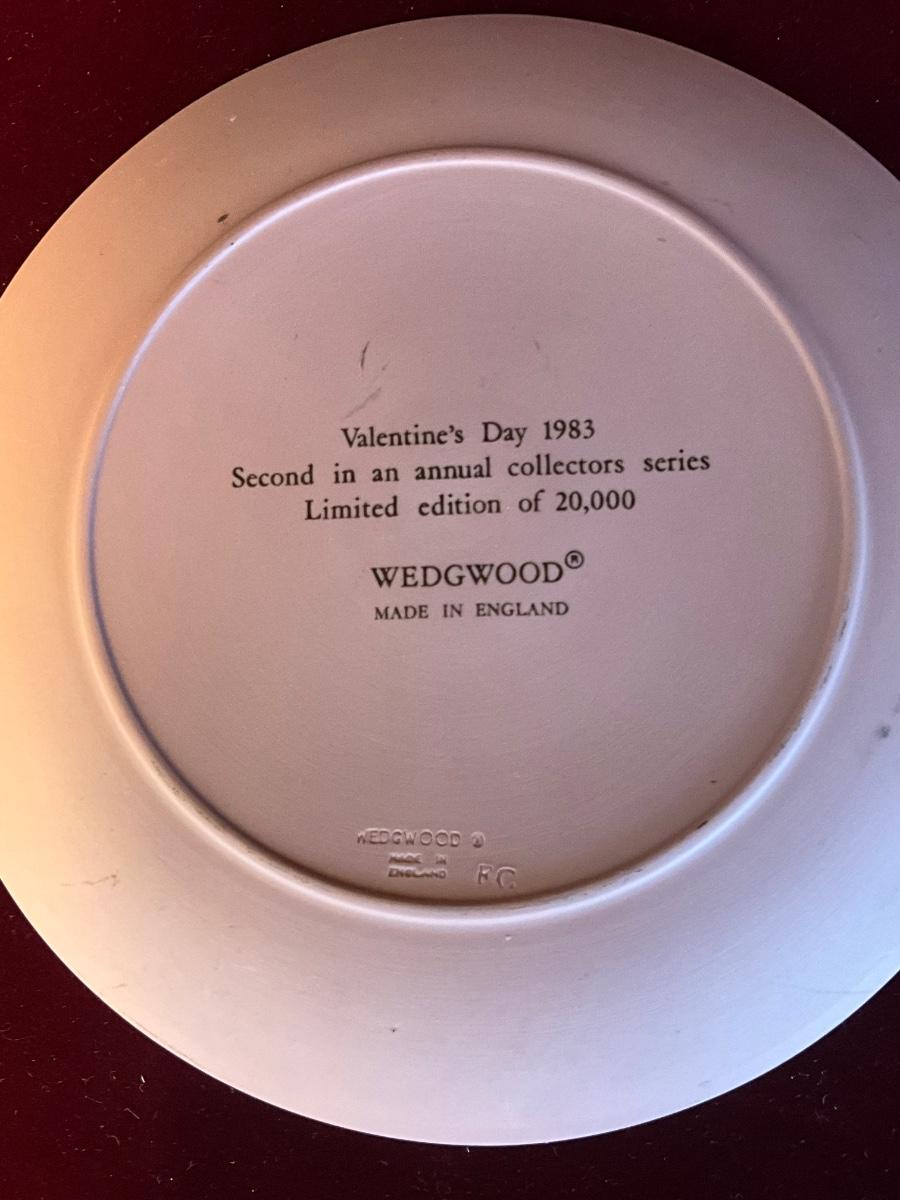 Valentine's Day 1983
Second in an annual collectors series
Limited edition of 20,000
WEDGWOOD®
MADE IN ENGLAND
WEDGWOOD
MADE IN
ENGLAND